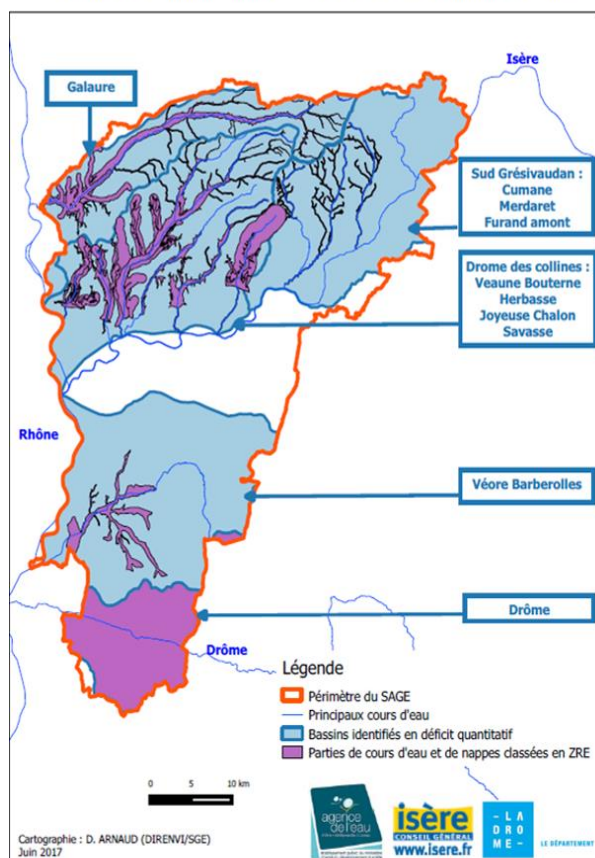 Isère
Galaure
Sud Grésivaudan :
Cumane
Merdaret
Furand amont
Drome des collines :
Veaune Bouterne
Herbasse
Joyeuse Chalon
Savasse
Rhône
Véore Barberolles
Drôme
Drôme
Légende
Périmètre du SAGE
Principaux cours d'eau
Bassins identifiés en déficit quantitatif
Parties de cours d'eau et de nappes classées en ZRE
0 5 10 km
agence
de l'eau
isère
CONSEIL GÉNÉRAL
www.isere.fr
- L A
D R O
M E -
LE DÉPARTEMENT
Cartographie : D. ARNAUD (DIRENVI/SGE)
Juin 2017